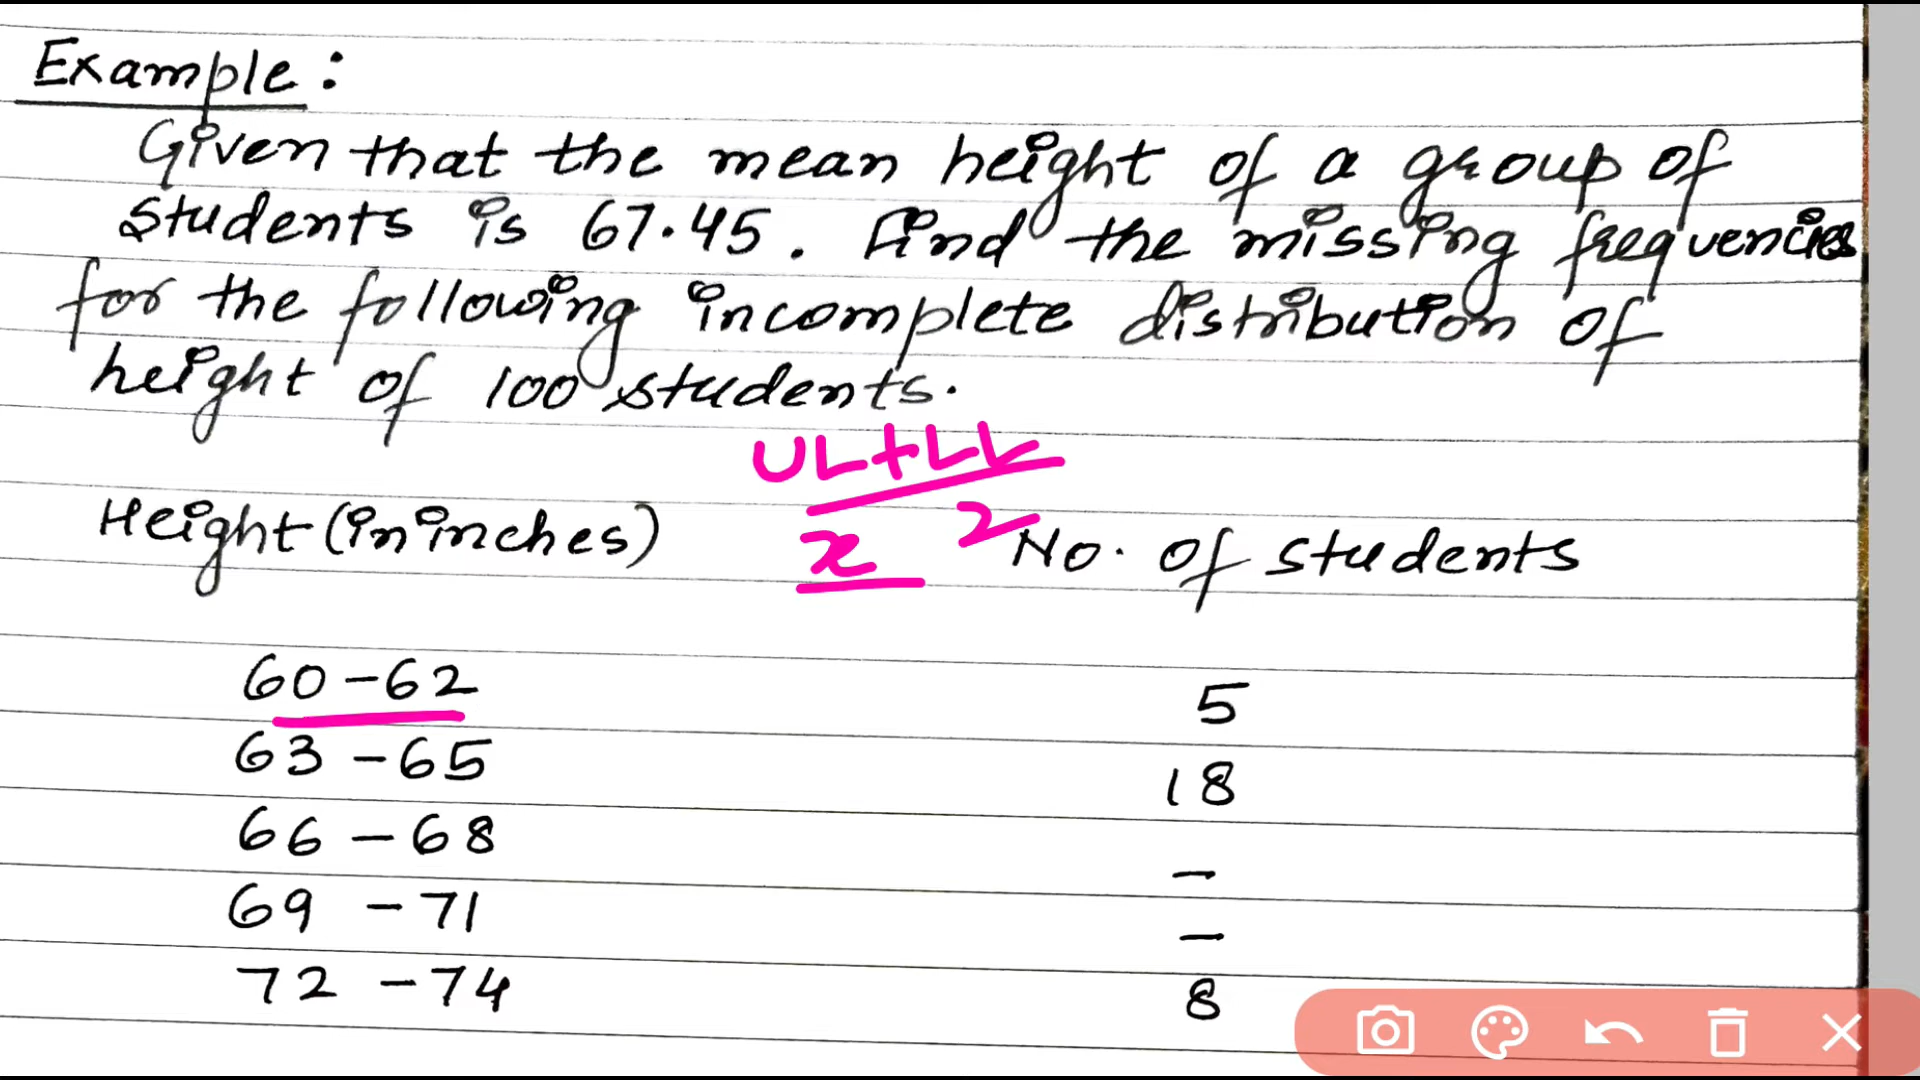 Example:
Given that the mean height of a group of
students is 67.45. Find the missing frequencies
for the following incomplete distribution of
height of 100 students.
UL+LL
2
Height (in inches) x No. of students
60-62 5
63-65 18
66-68 -
69-71 -
72-74 8